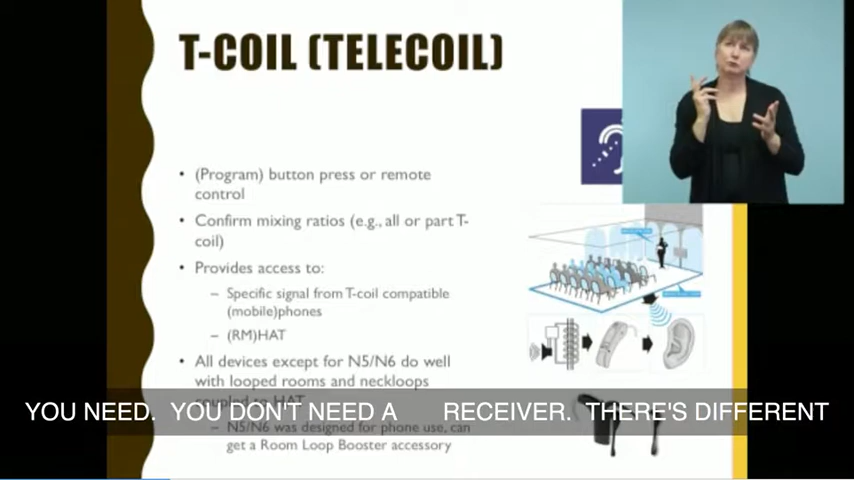 T-COIL (TELECOIL)
• (Program) button press or remote
control
• Confirm mixing ratios (e.g., all or part T-
coil)
• Provides access to:
– Specific signal from T-coil compatible
(mobile)phones
– (RM)HAT
• All devices except for N5/N6 do well
with looped rooms and neckloops
coupled to HAT
– N5/N6 was designed for phone use, can
get a Room Loop Booster accessory
YOU NEED. YOU DON'T NEED A RECEIVER. THERE'S DIFFERENT